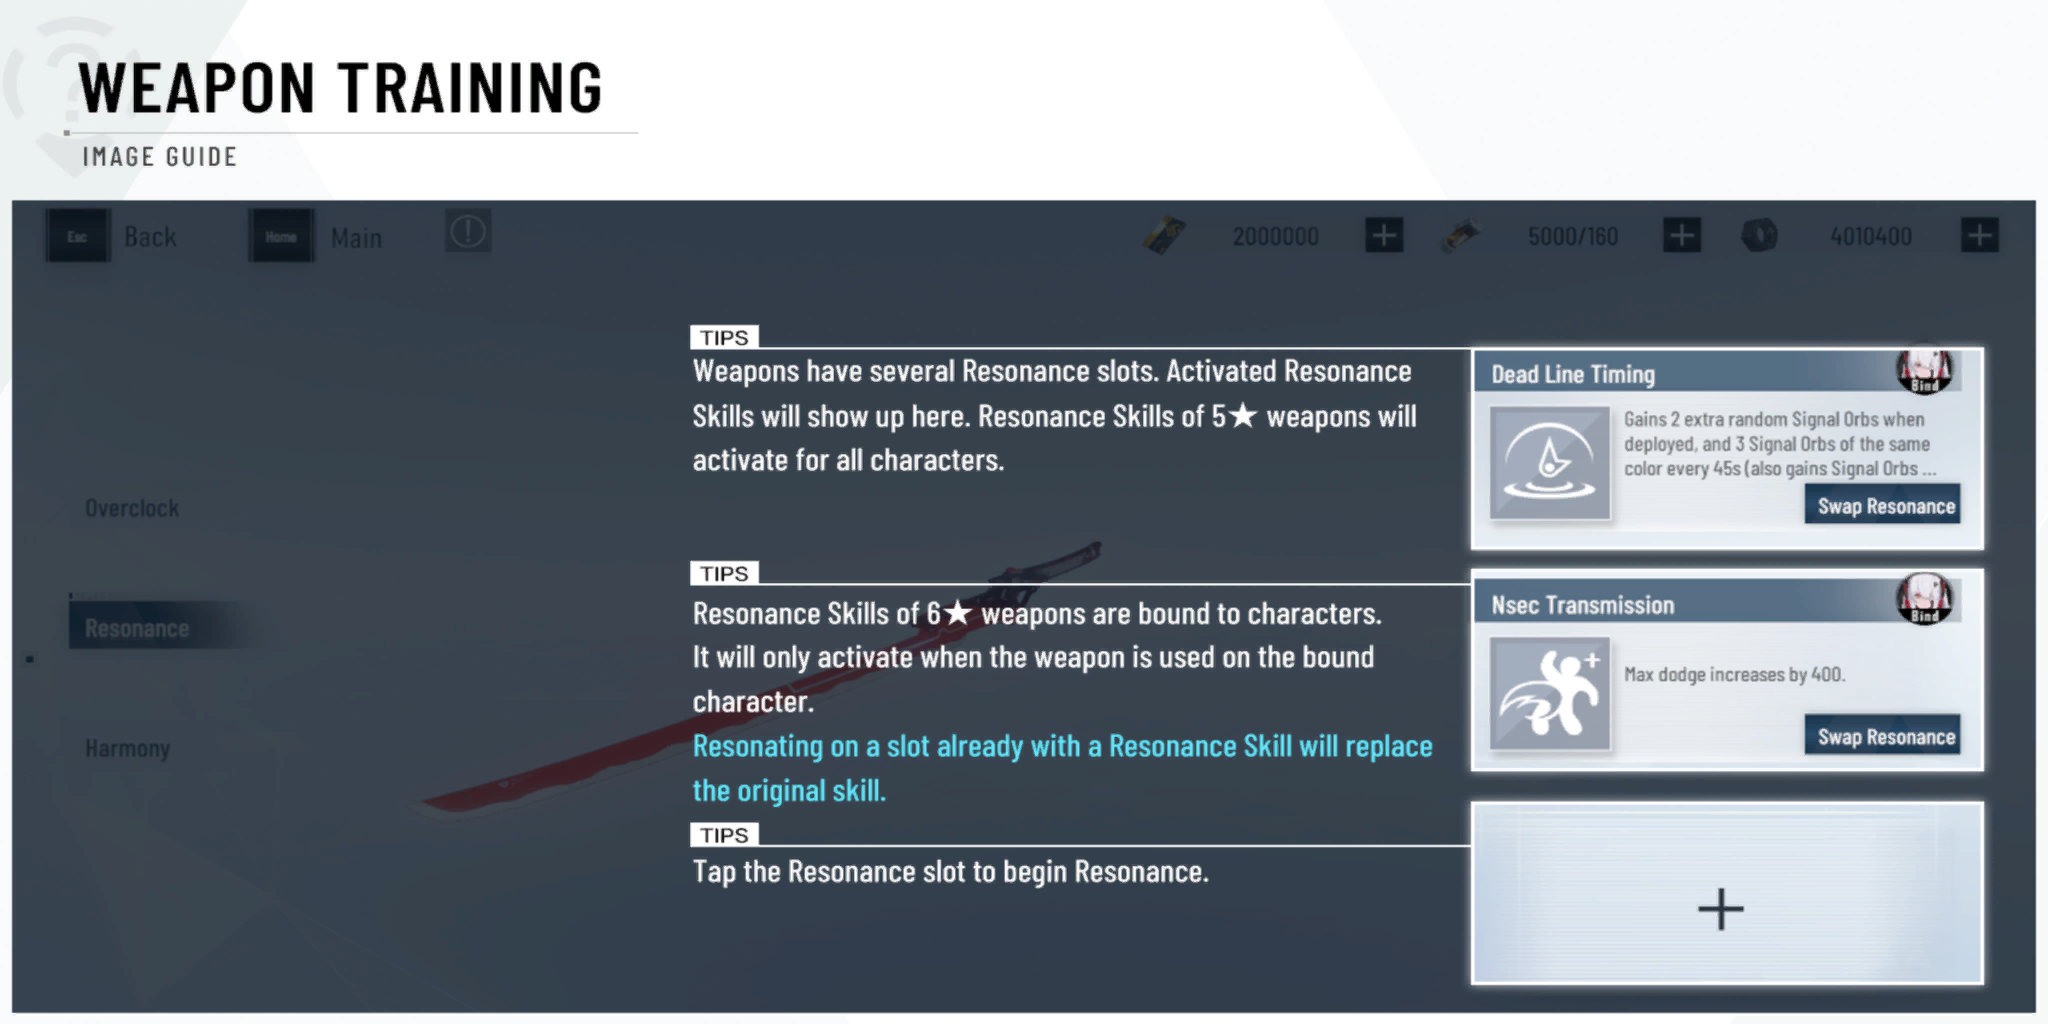 WEAPON TRAINING
IMAGE GUIDE
Esc Back Home Main 2000000 5000/160 4010400
TIPS
Weapons have several Resonance slots. Activated Resonance
Skills will show up here. Resonance Skills of 5★ weapons will
activate for all characters.
Dead Line Timing
Bind
Gains 2 extra random Signal Orbs when
deployed, and 3 Signal Orbs of the same
color every 45s (also gains Signal Orbs ...
Swap Resonance
Overclock
Resonance
Harmony
TIPS
Resonance Skills of 6★ weapons are bound to characters.
It will only activate when the weapon is used on the bound
character.
Resonating on a slot already with a Resonance Skill will replace
the original skill.
Nsec Transmission
Bind
Max dodge increases by 400.
Swap Resonance
TIPS
Tap the Resonance slot to begin Resonance.